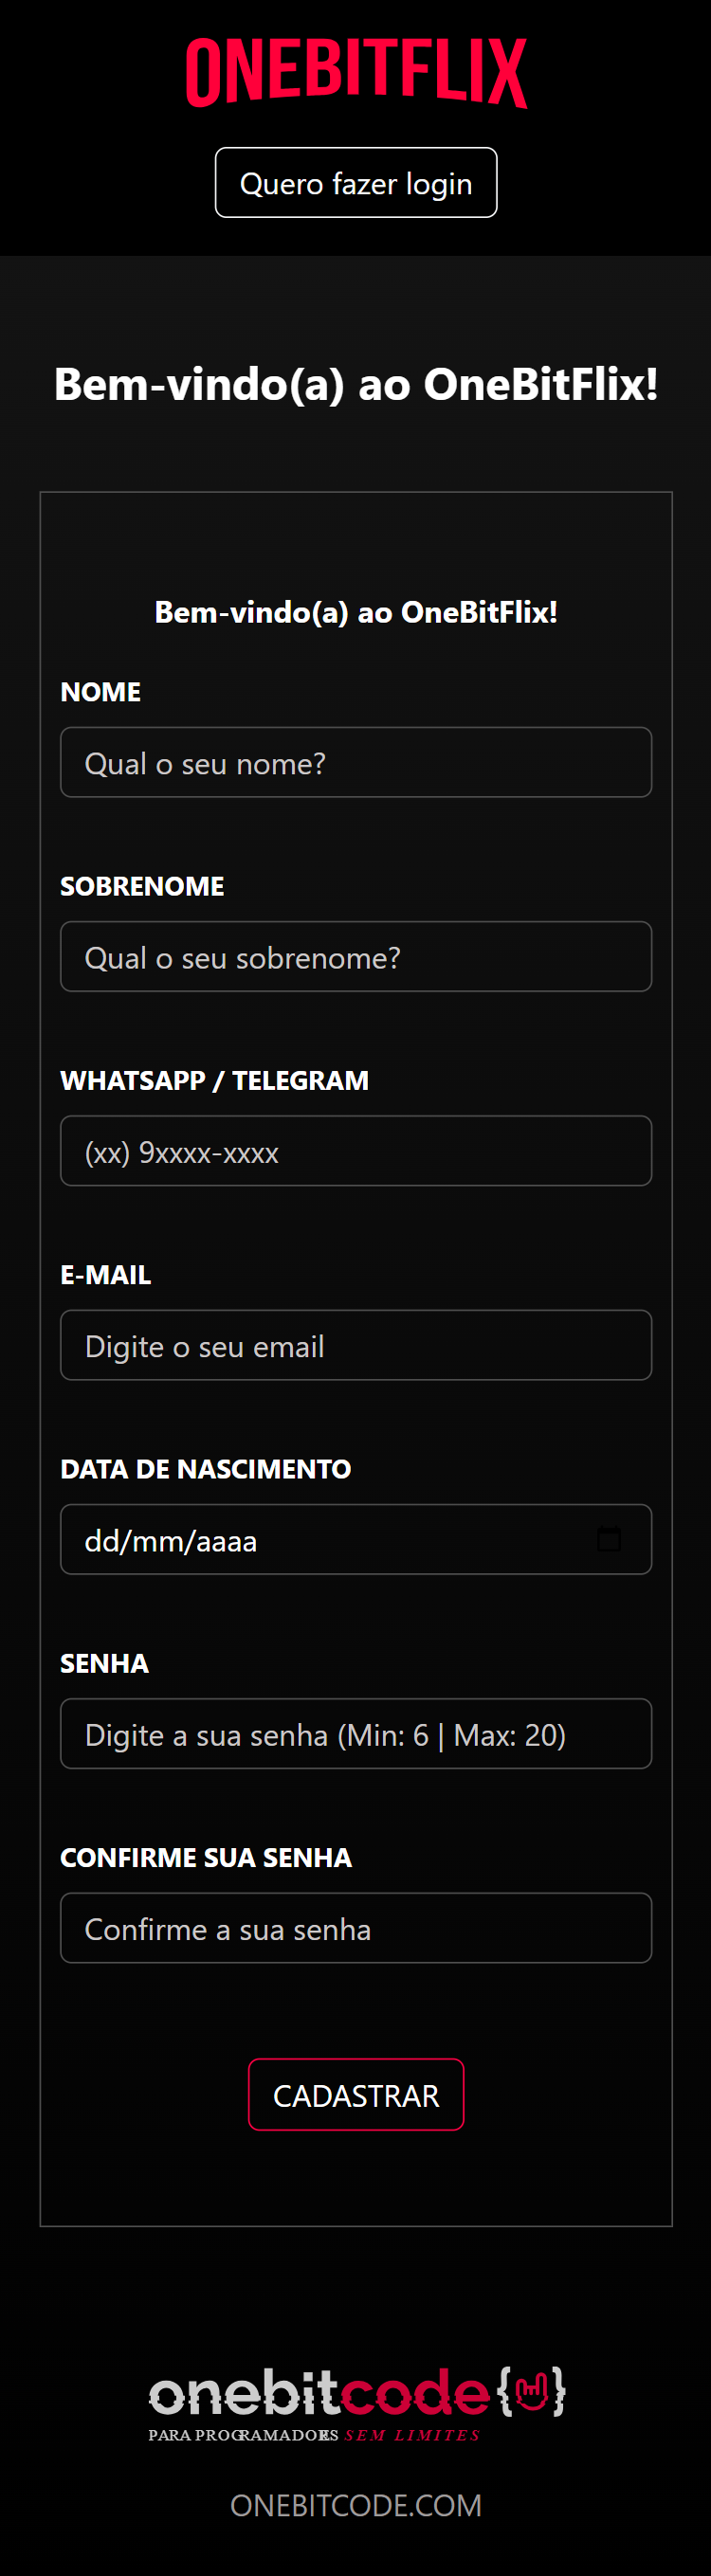 ONEBITFLIX
Quero fazer login
Bem-vindo(a) ao OneBitFlix!
Bem-vindo(a) ao OneBitFlix!
NOME
Qual o seu nome?
SOBRENOME
Qual o seu sobrenome?
WHATSAPP / TELEGRAM
(xx) 9xxxx-xxxx
E-MAIL
Digite o seu email
DATA DE NASCIMENTO
dd/mm/aaaa
SENHA
Digite a sua senha (Min: 6 | Max: 20)
CONFIRME SUA SENHA
Confirme a sua senha
CADASTRAR
onebitcode{}
PARA PROGRAMADORES SEM LIMITES
ONEBITCODE.COM